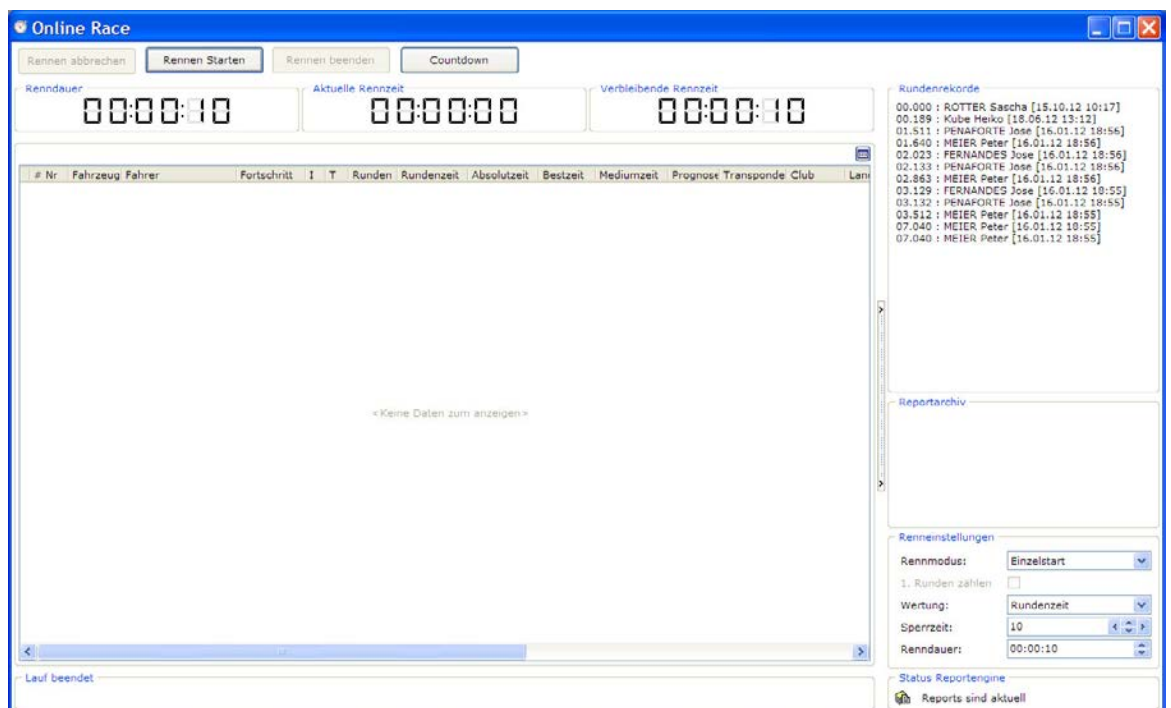 Online Race
Rennen abbrechen Rennen Starten Rennen beenden Countdown
Renndauer Aktuelle Rennzeit Verbleibende Rennzeit
00:00:10 00:00:00 00:00:10
# Nr Fahrzeug Fahrer Fortschritt I T Runden Rundenzeit Absolutzeit Bestzeit Mediumzeit Prognose Transponde Club Lan
<Keine Daten zum anzeigen>
Lauf beendet
Rundenrekorde
00.000 : ROTTER Sascha [15.10.12 10:17]
00.189 : Kube Heiko [18.06.12 13:12]
01.511 : PENAFORTE Jose [16.01.12 18:56]
01.640 : MEIER Peter [16.01.12 18:56]
02.023 : FERNANDES Jose [16.01.12 18:56]
02.133 : PENAFORTE Jose [16.01.12 18:56]
02.863 : MEIER Peter [16.01.12 18:56]
03.129 : FERNANDES Jose [16.01.12 18:55]
03.132 : PENAFORTE Jose [16.01.12 18:55]
03.512 : MEIER Peter [16.01.12 18:55]
07.040 : MEIER Peter [16.01.12 18:55]
07.040 : MEIER Peter [16.01.12 18:55]
Reportarchiv
Renneinstellungen
Rennmodus: Einzelstart
1. Runden zählen
Wertung: Rundenzeit
Sperrzeit: 10
Renndauer: 00:00:10
Status Reportengine
Reports sind aktuell